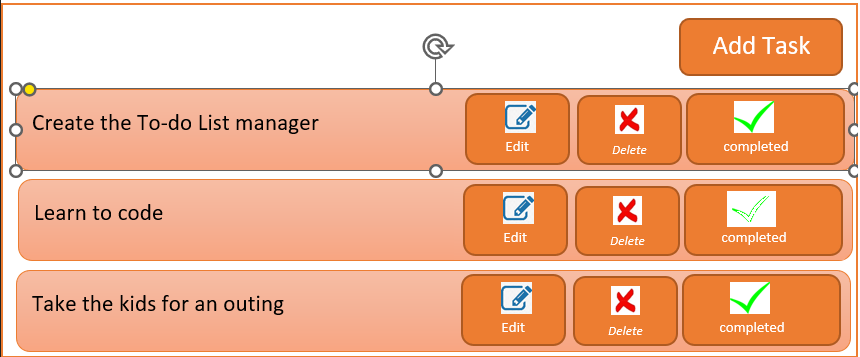 Add Task
Create the To-do List manager
Edit
Delete
completed
Learn to code
Edit
Delete
completed
Take the kids for an outing
Edit
Delete
completed